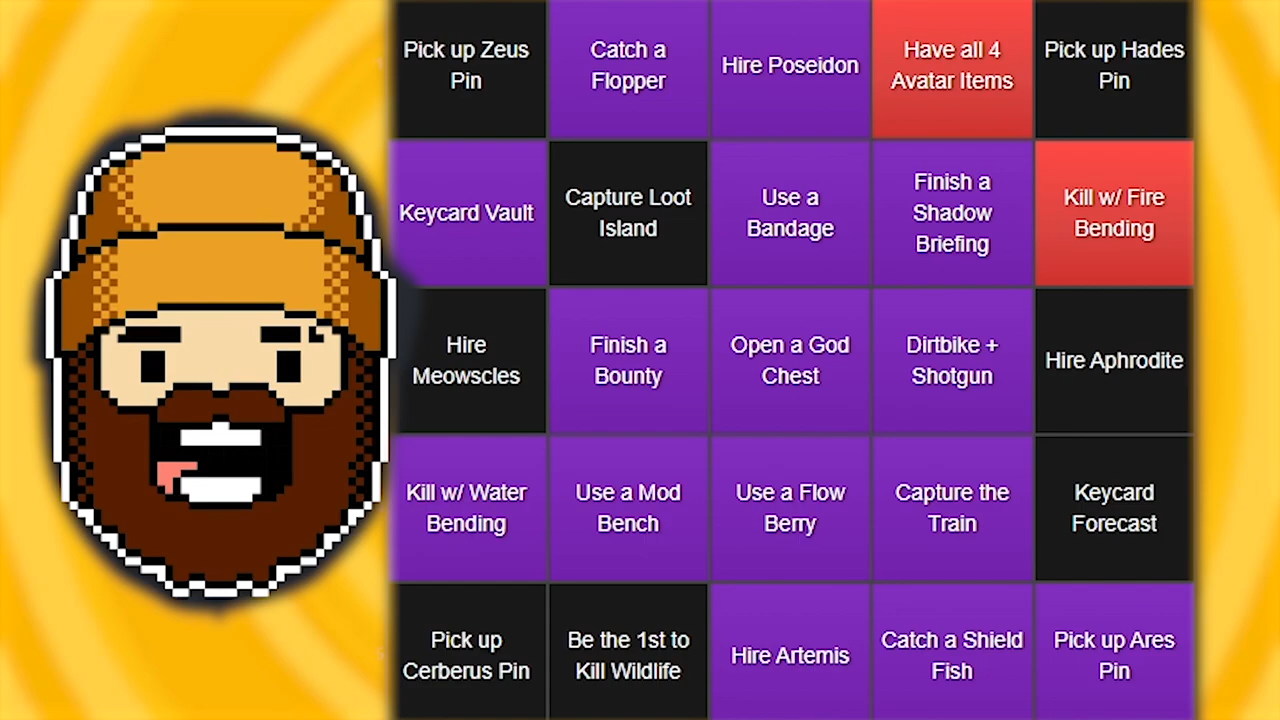 Pick up Zeus
Pin
Catch a
Flopper
Hire Poseidon
Have all 4
Avatar Items
Pick up Hades
Pin
Keycard Vault
Capture Loot
Island
Use a
Bandage
Finish a
Shadow
Briefing
Kill w/ Fire
Bending
Hire
Meowscles
Finish a
Bounty
Open a God
Chest
Dirtbike +
Shotgun
Hire Aphrodite
Kill w/ Water
Bending
Use a Mod
Bench
Use a Flow
Berry
Capture the
Train
Keycard
Forecast
Pick up
Cerberus Pin
Be the 1st to
Kill Wildlife
Hire Artemis
Catch a Shield
Fish
Pick up Ares
Pin